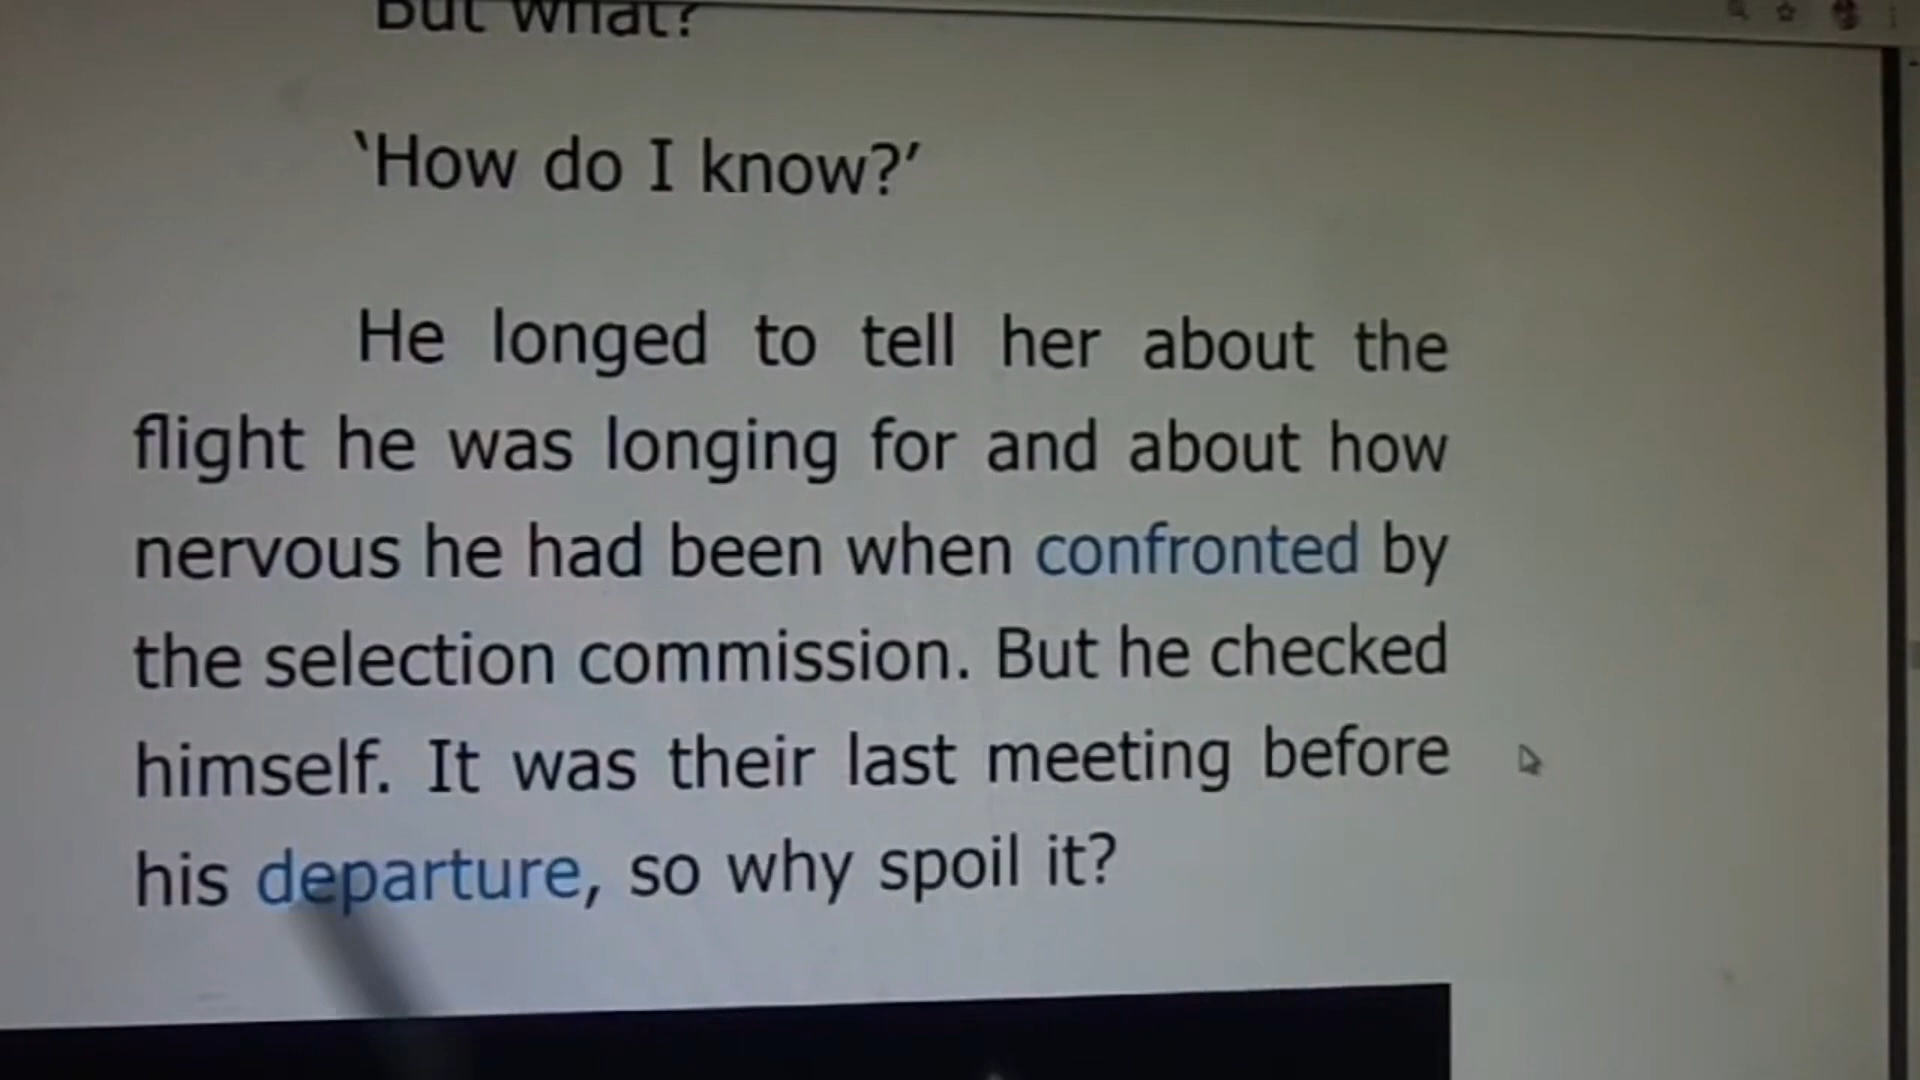 But what?
‘How do I know?’
He longed to tell her about the
flight he was longing for and about how
nervous he had been when confronted by
the selection commission. But he checked
himself. It was their last meeting before
his departure, so why spoil it?